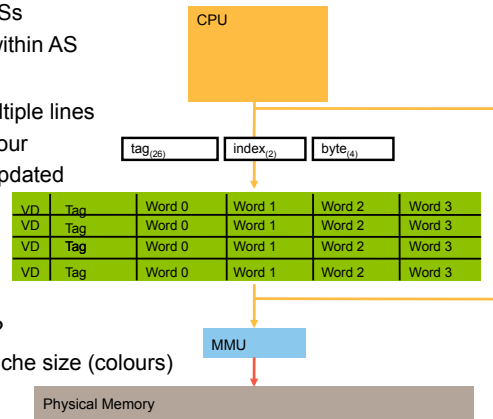 Ss
within AS
ltiple lines
our
pdated
?
che size (colours)
CPU
tag(26) index(2) byte(4)
VD Tag Word 0 Word 1 Word 2 Word 3
VD Tag Word 0 Word 1 Word 2 Word 3
VD Tag Word 0 Word 1 Word 2 Word 3
VD Tag Word 0 Word 1 Word 2 Word 3
MMU
Physical Memory